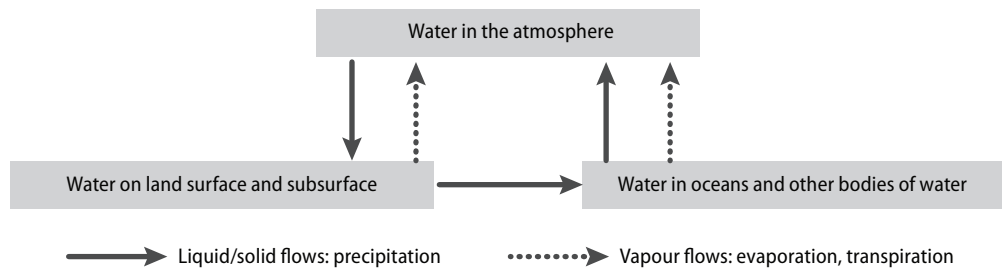 Water in the atmosphere
Water on land surface and subsurface
Water in oceans and other bodies of water
Liquid/solid flows: precipitation
Vapour flows: evaporation, transpiration